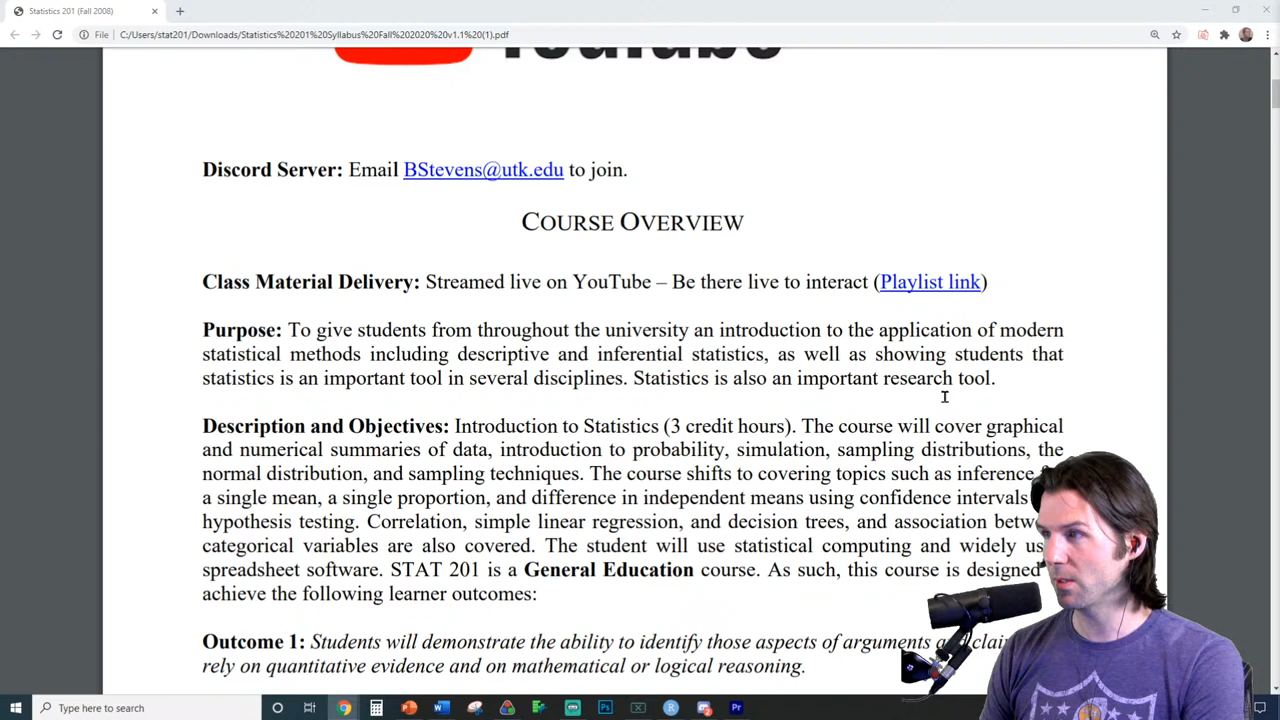 Statistics 201 (Fall 2008)
File C:/Users/stat201/Downloads/Statistics%20201%20Syllabus%20Fall%202020%20v1.1%20(1).pdf
YouTube
Discord Server: Email BStevens@utk.edu to join.
COURSE OVERVIEW
Class Material Delivery: Streamed live on YouTube – Be there live to interact (Playlist link)
Purpose: To give students from throughout the university an introduction to the application of modern
statistical methods including descriptive and inferential statistics, as well as showing students that
statistics is an important tool in several disciplines. Statistics is also an important research tool.
Description and Objectives: Introduction to Statistics (3 credit hours). The course will cover graphical
and numerical summaries of data, introduction to probability, simulation, sampling distributions, the
normal distribution, and sampling techniques. The course shifts to covering topics such as inference
a single mean, a single proportion, and difference in independent means using confidence intervals
hypothesis testing. Correlation, simple linear regression, and decision trees, and association betw
categorical variables are also covered. The student will use statistical computing and widely us
spreadsheet software. STAT 201 is a General Education course. As such, this course is designed
achieve the following learner outcomes:
Outcome 1: Students will demonstrate the ability to identify those aspects of arguments
rely on quantitative evidence and on mathematical or logical reasoning.
Type here to search